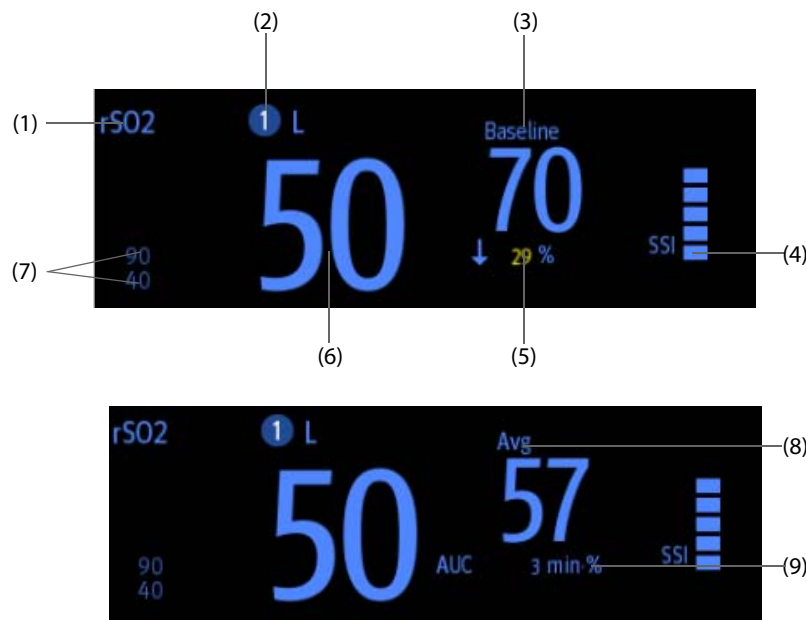 (2)
(3)
(1) rSO2 1 L Baseline
50 70
(7) 90 ↓ 29 % SSI (4)
40
(6) (5)
rSO2 1 L Avg (8)
50 57
90 AUC 3 min·% SSI (9)
40